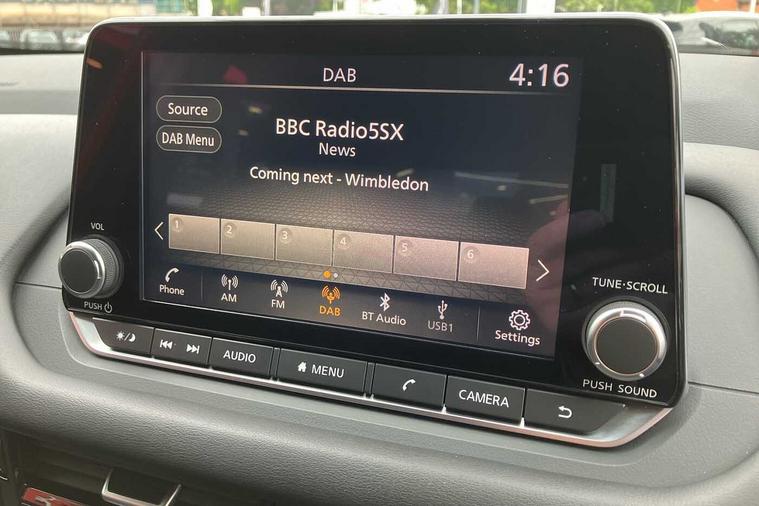 DAB
4:16
Source
BBC Radio5SX
DAB Menu
News
Coming next - Wimbledon
1 2 3 4 5 6
Phone
AM
FM
DAB
BT Audio
USB1
Settings
VOL
PUSH
TUNE·SCROLL
PUSH SOUND
AUDIO
MENU
CAMERA